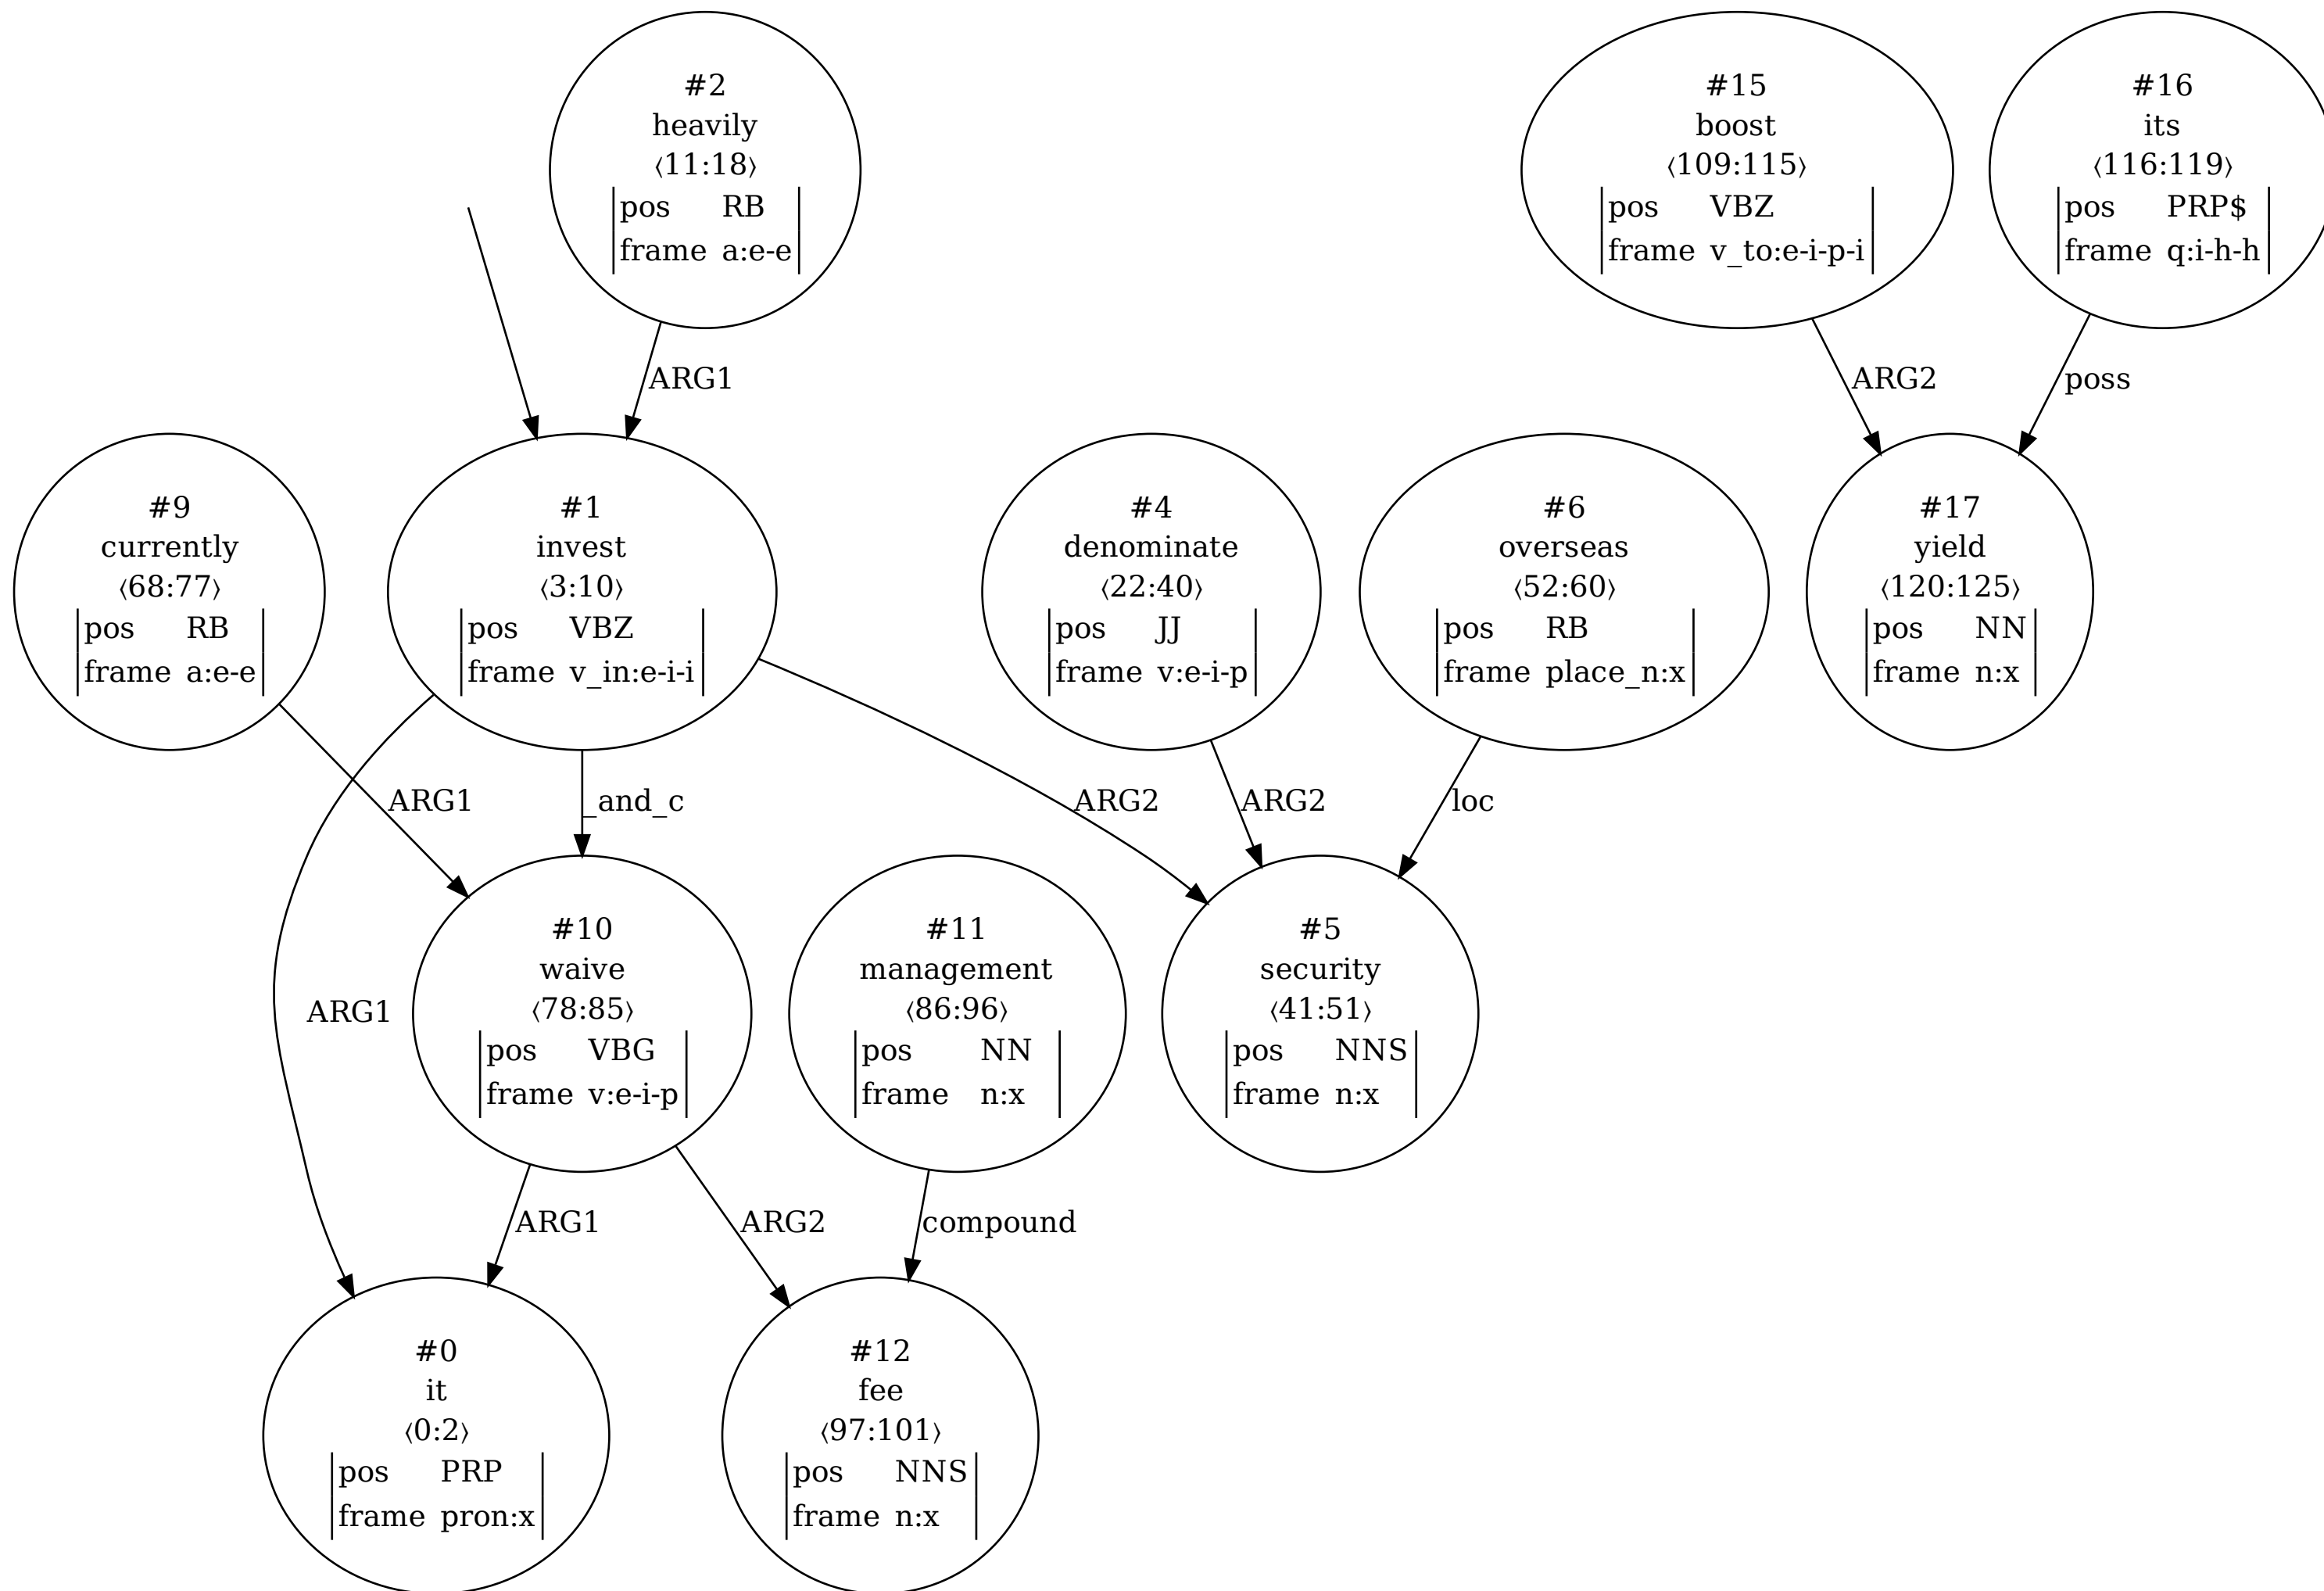 #2
heavily
⟨11:18⟩
pos RB
frame a:e-e
#15
boost
⟨109:115⟩
pos VBZ
frame v_to:e-i-p-i
#16
its
⟨116:119⟩
pos PRP$
frame q:i-h-h
ARG1
ARG2
poss
#9
currently
⟨68:77⟩
pos RB
frame a:e-e
#1
invest
⟨3:10⟩
pos VBZ
frame v_in:e-i-i
#4
denominate
⟨22:40⟩
pos JJ
frame v:e-i-p
#6
overseas
⟨52:60⟩
pos RB
frame place_n:x
#17
yield
⟨120:125⟩
pos NN
frame n:x
ARG1
_and_c
ARG2
ARG2
loc
ARG1
#10
waive
⟨78:85⟩
pos VBG
frame v:e-i-p
#11
management
⟨86:96⟩
pos NN
frame n:x
#5
security
⟨41:51⟩
pos NNS
frame n:x
ARG1
ARG2
compound
#0
it
⟨0:2⟩
pos PRP
frame pron:x
#12
fee
⟨97:101⟩
pos NNS
frame n:x